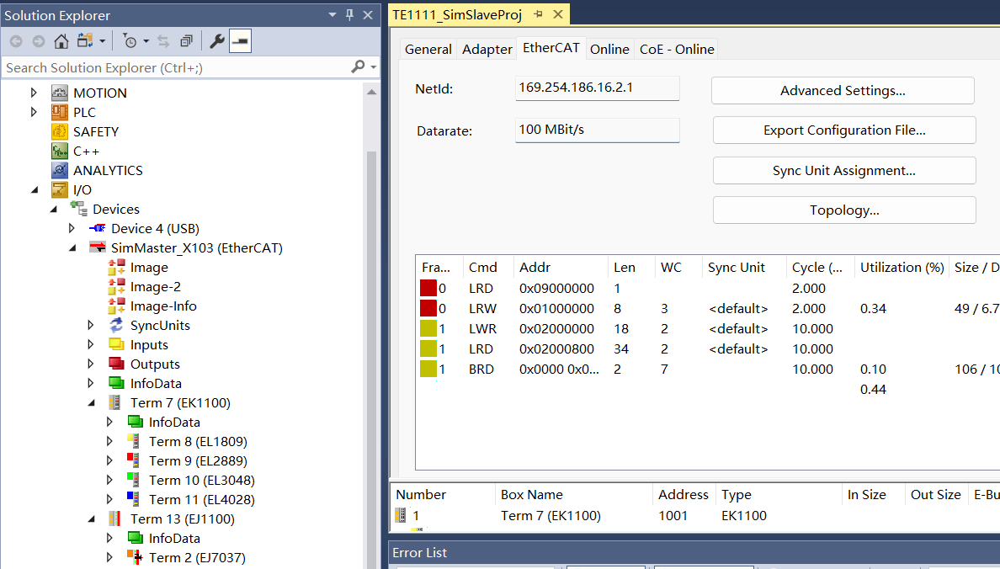 Solution Explorer
Search Solution Explorer (Ctrl+;)
MOTION
PLC
SAFETY
C++
ANALYTICS
I/O
Devices
Device 4 (USB)
SimMaster_X103 (EtherCAT)
Image
Image-2
Image-Info
SyncUnits
Inputs
Outputs
InfoData
Term 7 (EK1100)
InfoData
Term 8 (EL1809)
Term 9 (EL2889)
Term 10 (EL3048)
Term 11 (EL4028)
Term 13 (EJ1100)
InfoData
Term 2 (EJ7037)
TE1111_SimSlaveProj
General Adapter EtherCAT Online CoE - Online
NetId: 169.254.186.16.2.1 Advanced Settings...
Datarate: 100 MBit/s Export Configuration File...
Sync Unit Assignment...
Topology...
Fra... Cmd Addr Len WC Sync Unit Cycle (... Utilization (%) Size / D
0 LRD 0x09000000 1 2.000
0 LRW 0x01000000 8 3 <default> 2.000 0.34 49 / 6.7
1 LWR 0x02000000 18 2 <default> 10.000
1 LRD 0x02000800 34 2 <default> 10.000
1 BRD 0x0000 0x0... 2 7 10.000 0.10 106 / 10
0.44
Number Box Name Address Type In Size Out Size E-Bu
1 Term 7 (EK1100) 1001 EK1100
Error List